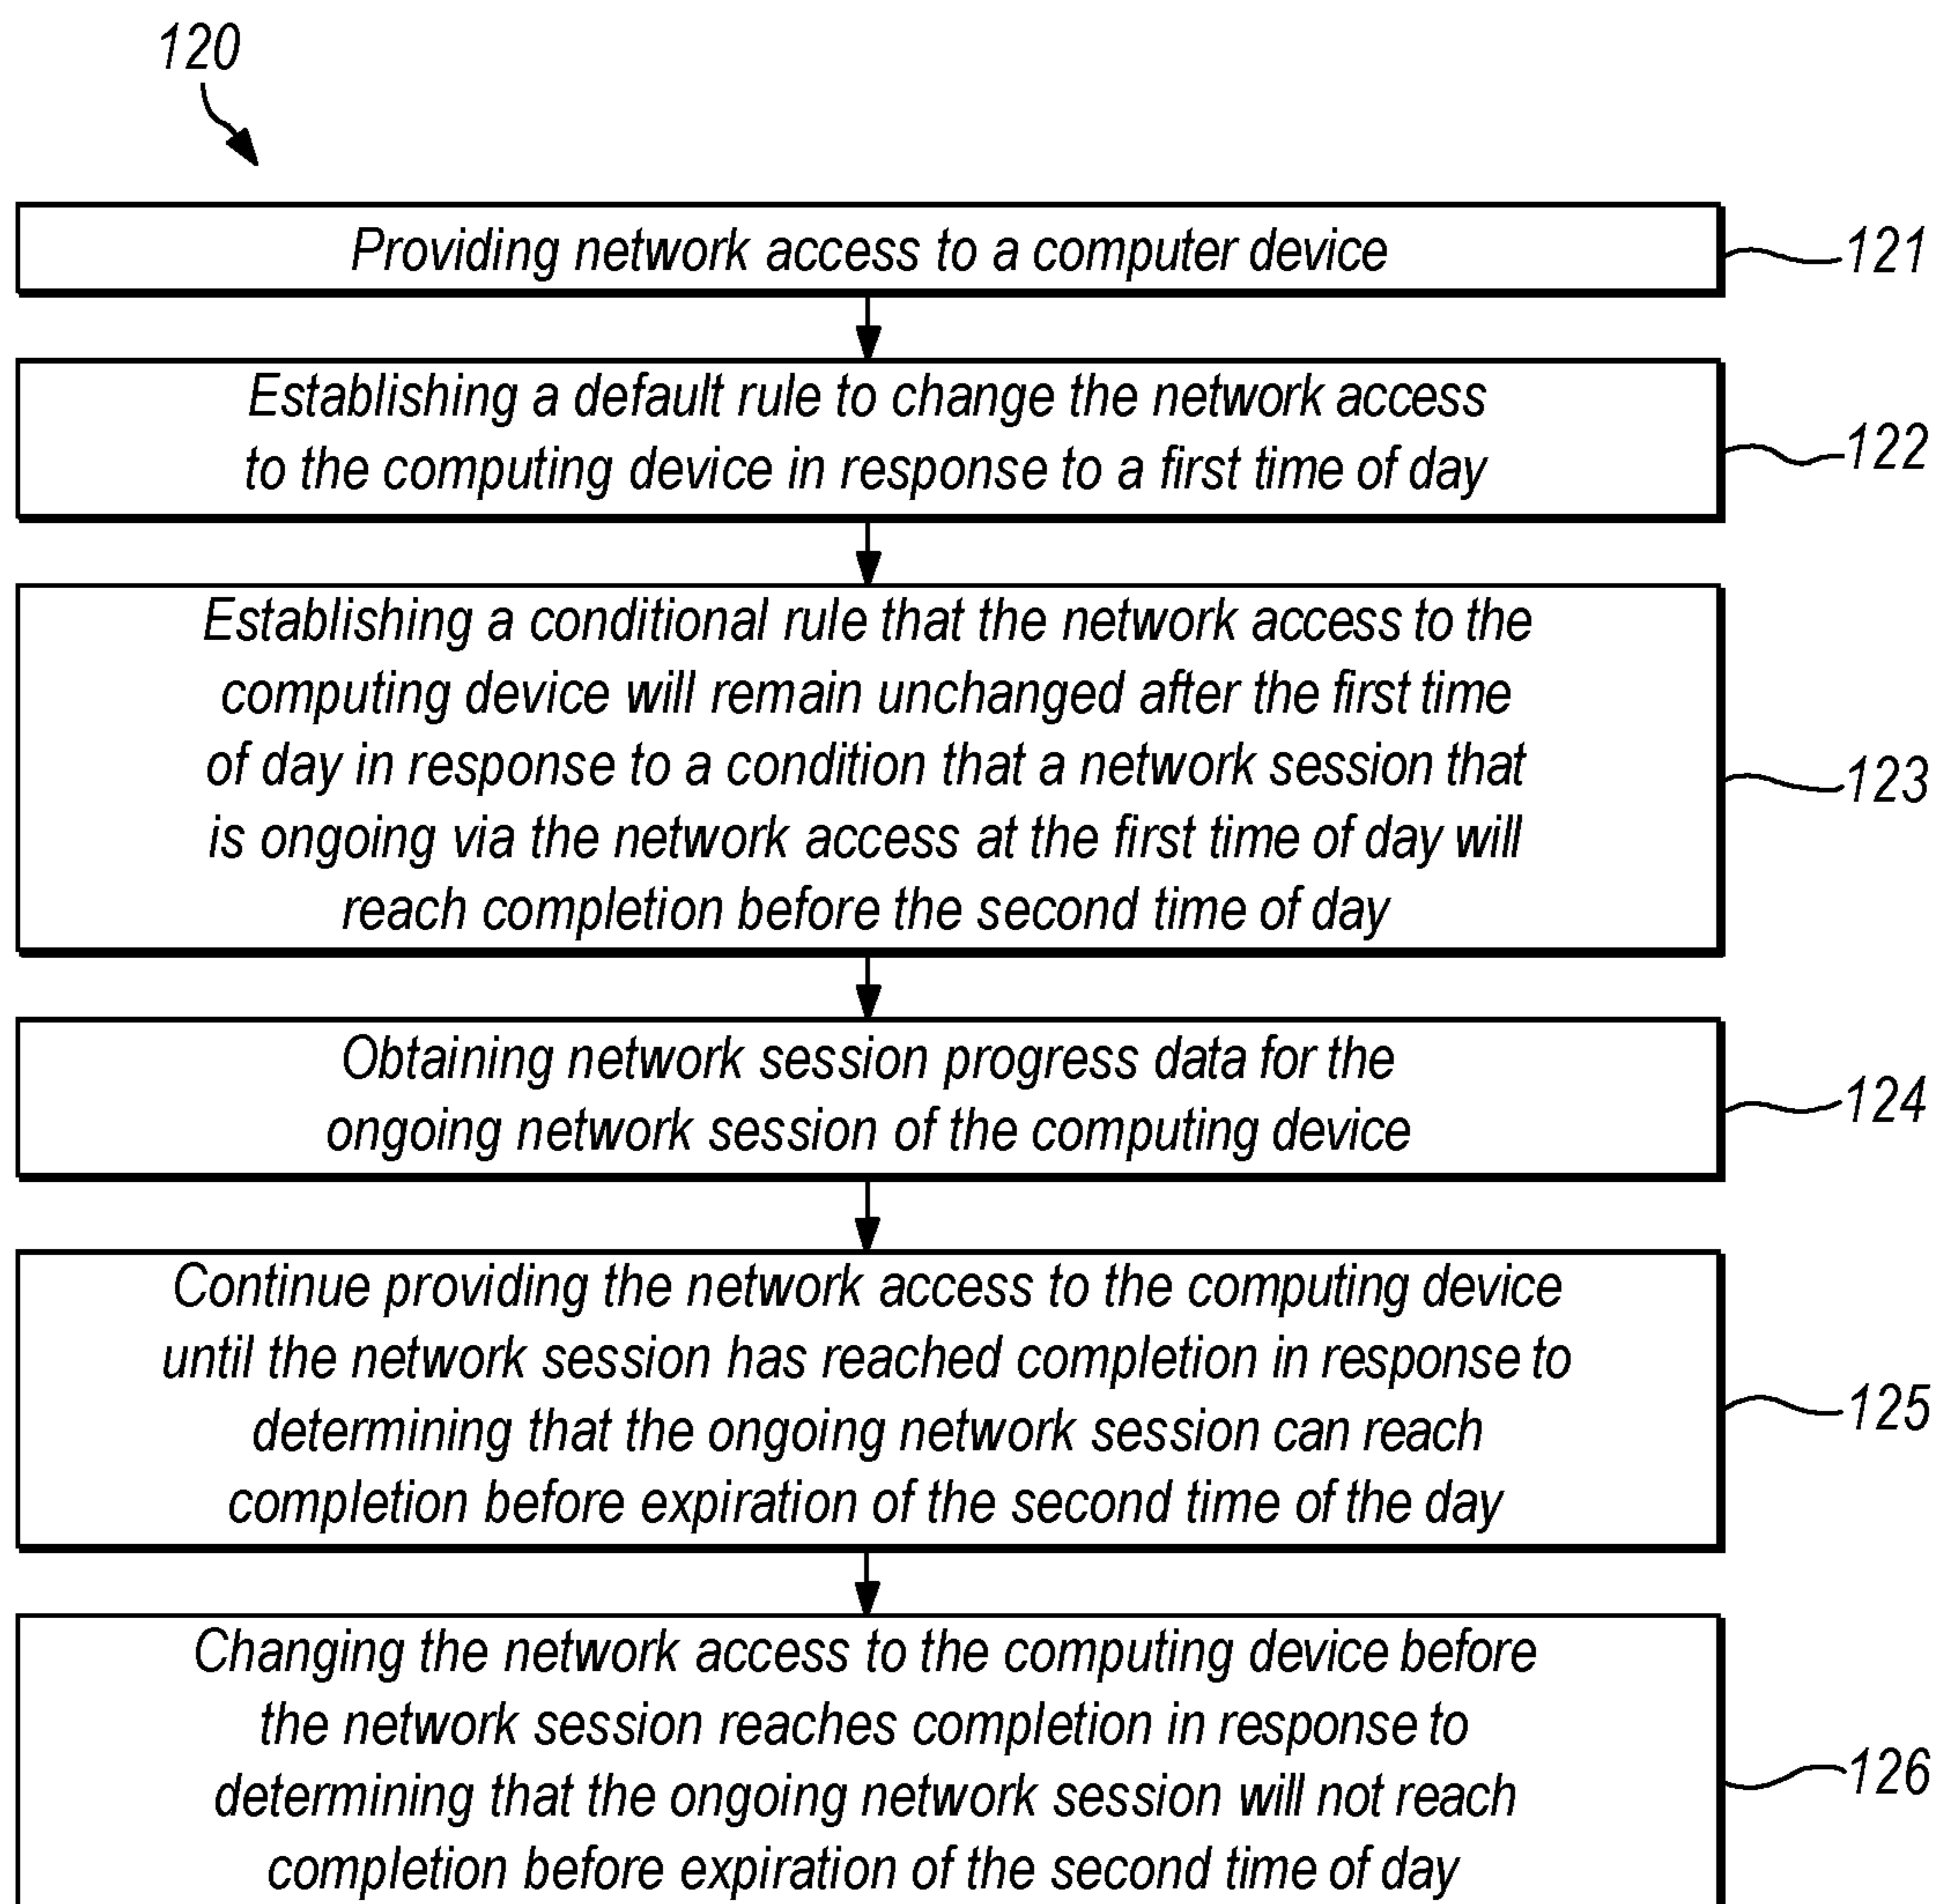 120
Providing network access to a computer device
121
Establishing a default rule to change the network access
to the computing device in response to a first time of day
122
Establishing a conditional rule that the network access to the
computing device will remain unchanged after the first time
of day in response to a condition that a network session that
is ongoing via the network access at the first time of day will
reach completion before the second time of day
123
Obtaining network session progress data for the
ongoing network session of the computing device
124
Continue providing the network access to the computing device
until the network session has reached completion in response to
determining that the ongoing network session can reach
completion before expiration of the second time of the day
125
Changing the network access to the computing device before
the network session reaches completion in response to
determining that the ongoing network session will not reach
completion before expiration of the second time of day
126